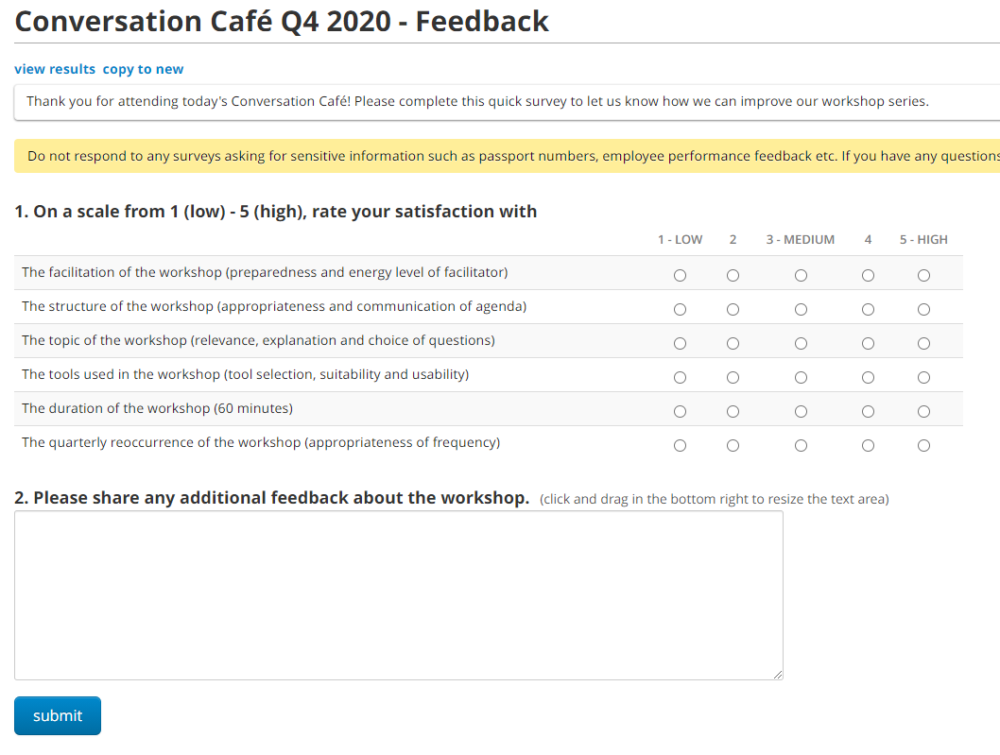 Conversation Café Q4 2020 - Feedback
view results copy to new
Thank you for attending today's Conversation Café! Please complete this quick survey to let us know how we can improve our workshop series.
Do not respond to any surveys asking for sensitive information such as passport numbers, employee performance feedback etc. If you have any questions
1. On a scale from 1 (low) - 5 (high), rate your satisfaction with
1 - LOW 2 3 - MEDIUM 4 5 - HIGH
The facilitation of the workshop (preparedness and energy level of facilitator)
The structure of the workshop (appropriateness and communication of agenda)
The topic of the workshop (relevance, explanation and choice of questions)
The tools used in the workshop (tool selection, suitability and usability)
The duration of the workshop (60 minutes)
The quarterly reoccurrence of the workshop (appropriateness of frequency)
2. Please share any additional feedback about the workshop. (click and drag in the bottom right to resize the text area)
submit